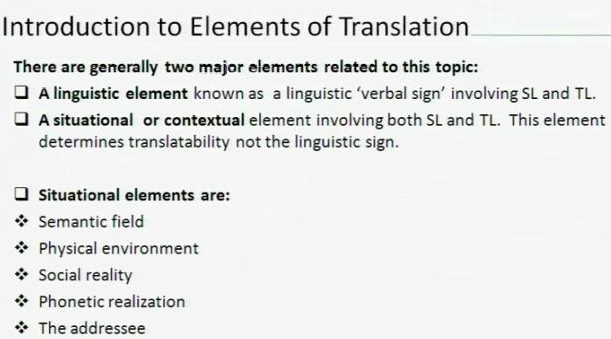 Introduction to Elements of Translation
There are generally two major elements related to this topic:
❑ A linguistic element known as a linguistic ‘verbal sign’ involving SL and TL.
❑ A situational or contextual element involving both SL and TL. This element
determines translatability not the linguistic sign.
❑ Situational elements are:
❖ Semantic field
❖ Physical environment
❖ Social reality
❖ Phonetic realization
❖ The addressee